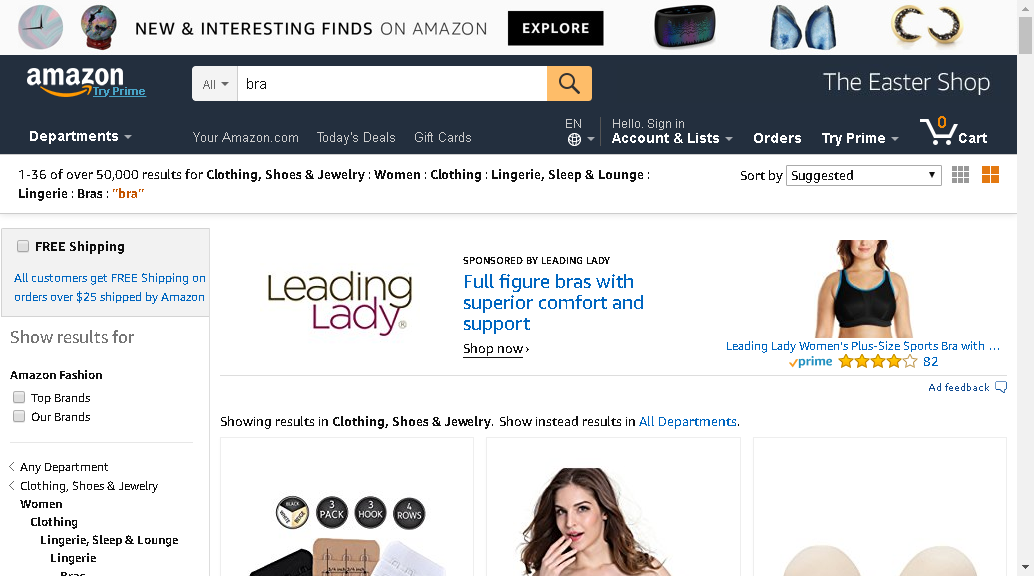 NEW & INTERESTING FINDS ON AMAZON
EXPLORE
amazon
Try Prime
All
bra
The Easter Shop
Departments
Your Amazon.com
Today's Deals
Gift Cards
EN
Hello. Sign in
Account & Lists
Orders
Try Prime
0
Cart
1-36 of over 50,000 results for Clothing, Shoes & Jewelry : Women : Clothing : Lingerie, Sleep & Lounge :
Lingerie : Bras : "bra"
Sort by
Suggested
FREE Shipping
All customers get FREE Shipping on
orders over $25 shipped by Amazon
Show results for
Amazon Fashion
Top Brands
Our Brands
Any Department
Clothing, Shoes & Jewelry
Women
Clothing
Lingerie, Sleep & Lounge
Lingerie
Bras
Leading
Lady®
SPONSORED BY LEADING LADY
Full figure bras with
superior comfort and
support
Shop now ›
Leading Lady Women's Plus-Size Sports Bra with ...
prime
82
Ad feedback
Showing results in Clothing, Shoes & Jewelry. Show instead results in All Departments.
BLACK
WHITE
BEIGE
3
PACK
3
HOOK
4
ROWS